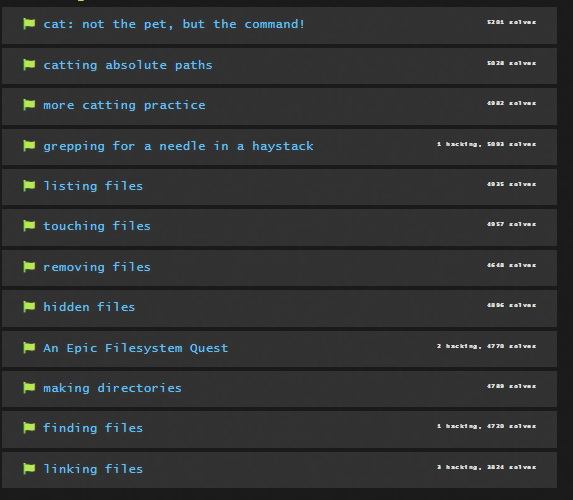 cat: not the pet, but the command! 5201 solves
catting absolute paths 5020 solves
more catting practice 4982 solves
grepping for a needle in a haystack 1 hacking, 5093 solves
listing files 4935 solves
touching files 4957 solves
removing files 4648 solves
hidden files 4896 solves
An Epic Filesystem Quest 2 hacking, 4770 solves
making directories 4789 solves
finding files 1 hacking, 4720 solves
linking files 3 hacking, 3824 solves